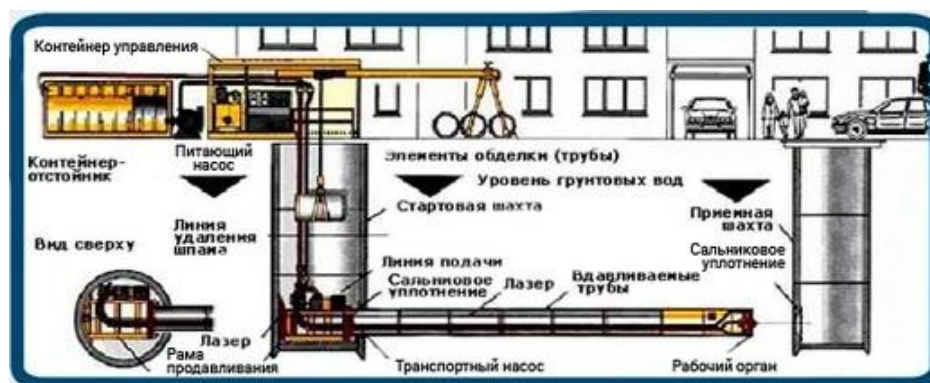 Контейнер управления
Питающий
насос
Контейнер-
отстойник
Элементы обделки (трубы)
Уровень грунтовых вод
Стартовая шахта
Приемная
шахта
Линия
удаления
шлама
Сальниковое
уплотнение
Вид сверху
Линия подачи
Сальниковое
уплотнение
Лазер
Вдавливаемые
трубы
Лазер
Рама
продавливания
Транспортный насос
Рабочий орган